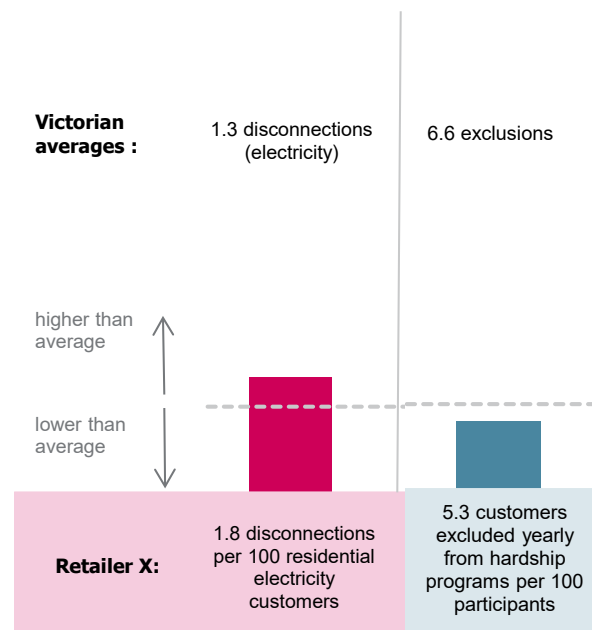 Victorian
averages :
1.3 disconnections
(electricity)
6.6 exclusions
higher than
average
lower than
average
Retailer X:
1.8 disconnections
per 100 residential
electricity
customers
5.3 customers
excluded yearly
from hardship
programs per 100
participants